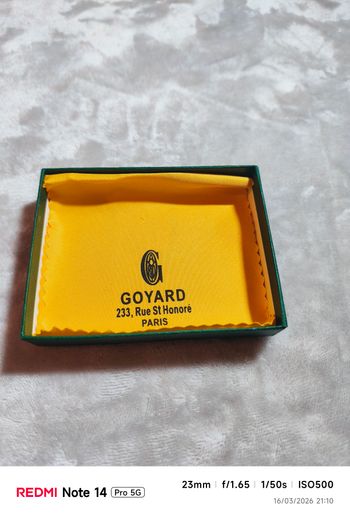 G
GOYARD
233, Rue St Honoré
PARIS
REDMI Note 14 Pro 5G
23mm | f/1.65 | 1/50s | ISO500
16/03/2026 21:10